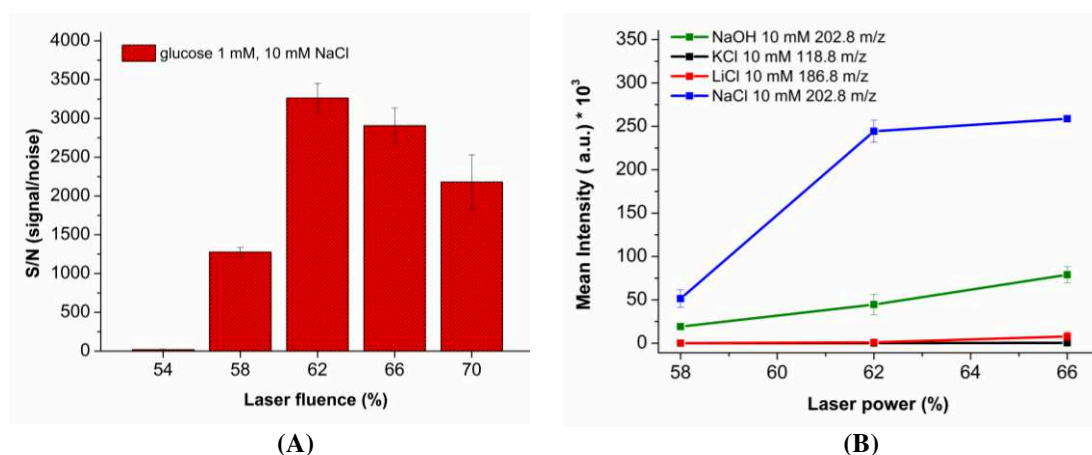 4000
3500
3000
2500
2000
1500
1000
500
0
S/N (signal/noise)
glucose 1 mM, 10 mM NaCl
54 58 62 66 70
Laser fluence (%)
(A)
350
300
250
200
150
100
50
0
Mean Intensity ( a.u.) * 10³
NaOH 10 mM 202.8 m/z
KCl 10 mM 118.8 m/z
LiCl 10 mM 186.8 m/z
NaCl 10 mM 202.8 m/z
58 60 62 64 66
Laser power (%)
(B)